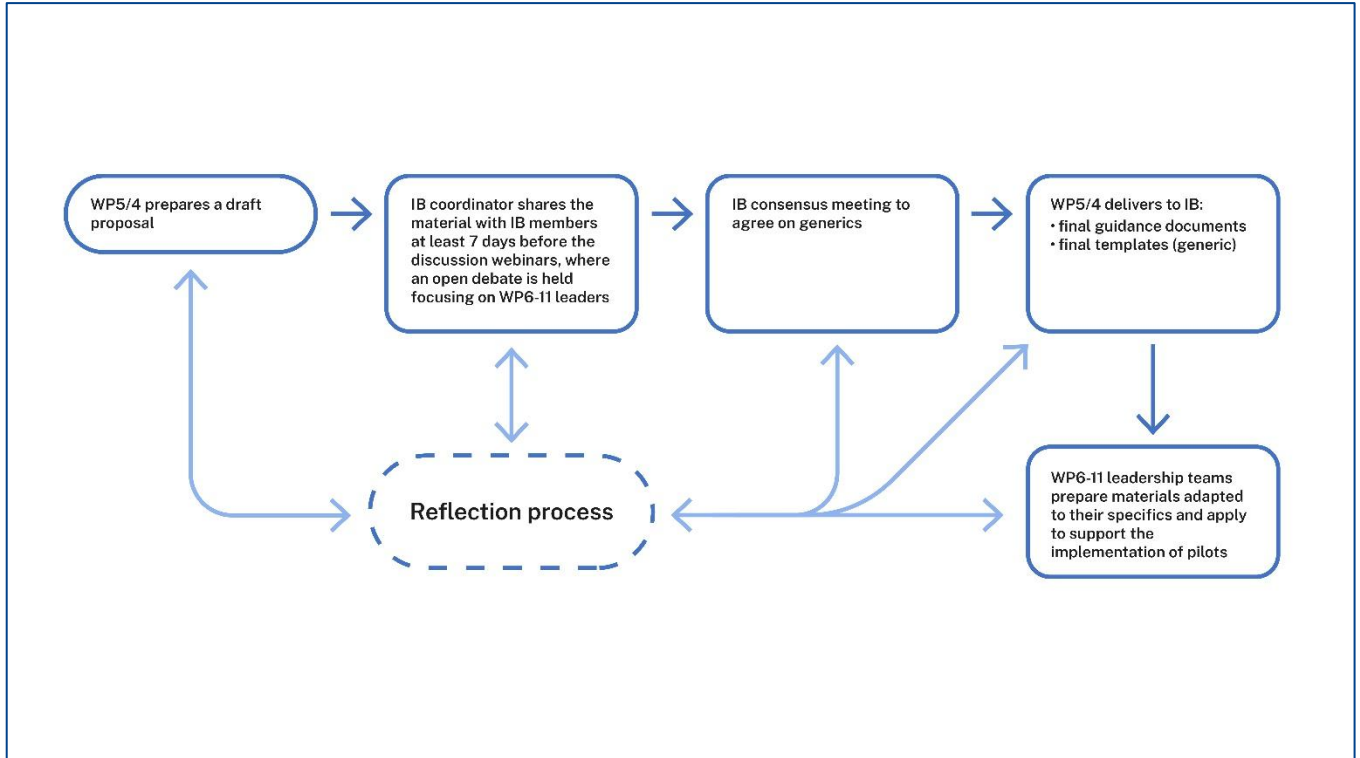 WP5/4 prepares a draft
proposal
IB coordinator shares the
material with IB members
at least 7 days before the
discussion webinars, where
an open debate is held
focusing on WP6-11 leaders
IB consensus meeting to
agree on generics
WP5/4 delivers to IB:
• final guidance documents
• final templates (generic)
Reflection process
WP6-11 leadership teams
prepare materials adapted
to their specifics and apply
to support the
implementation of pilots